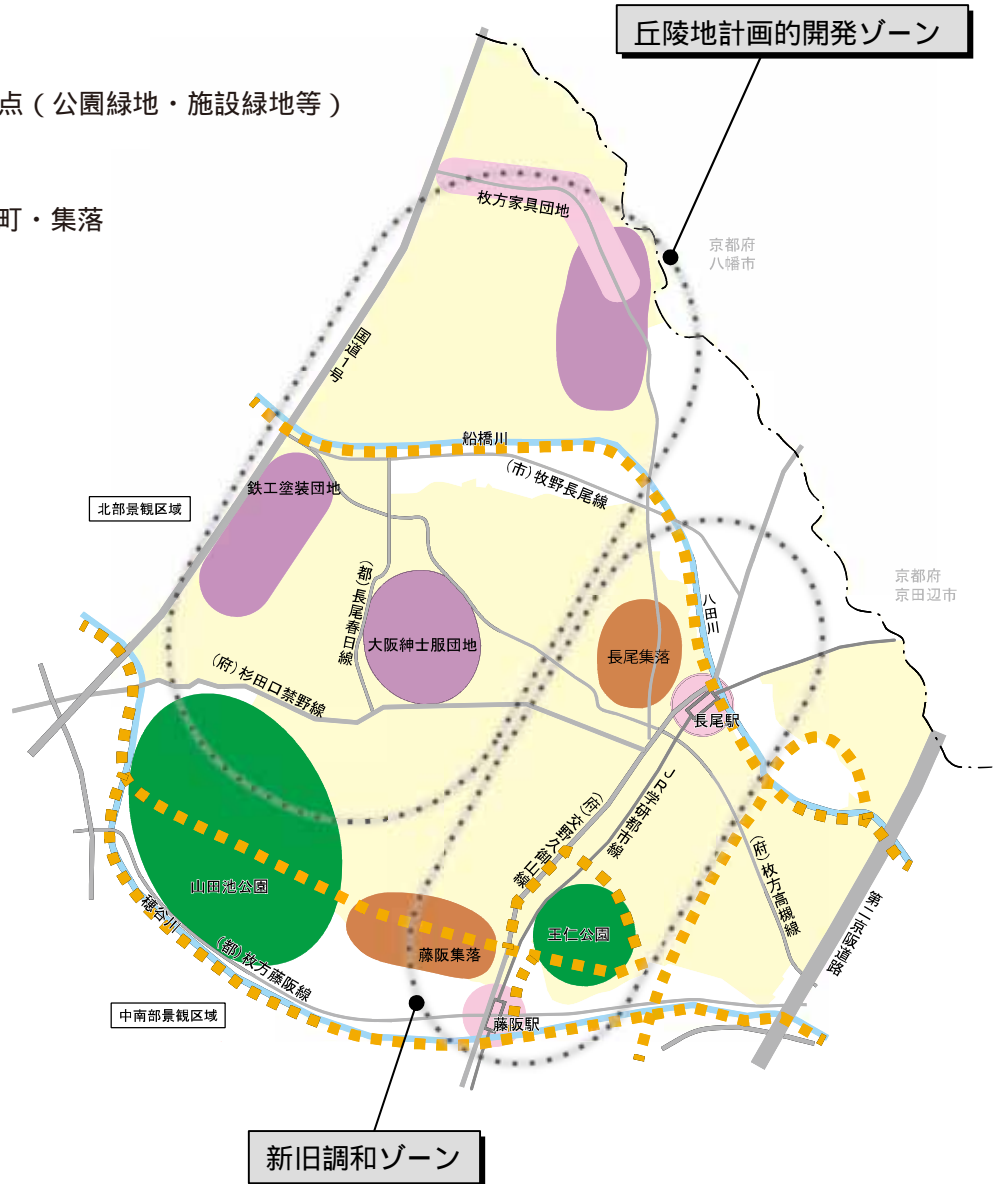 丘陵地計画的開発ゾーン
点（公園緑地・施設緑地等）
町・集落
枚方家具団地
京都府
八幡市
国道1号
船橋川
(市)牧野長尾線
鉄工塗装団地
北部景観区域
(都)長尾春日線
大阪紳士服団地
八田川
京都府
京田辺市
長尾集落
(府)杉田口禁野線
長尾駅
JR学研都市線
(府)交野久御山線
(府)枚方高槻線
山田池公園
穂谷川
(都)枚方藤阪線
藤阪集落
王仁公園
第二京阪道路
中南部景観区域
藤阪駅
新旧調和ゾーン